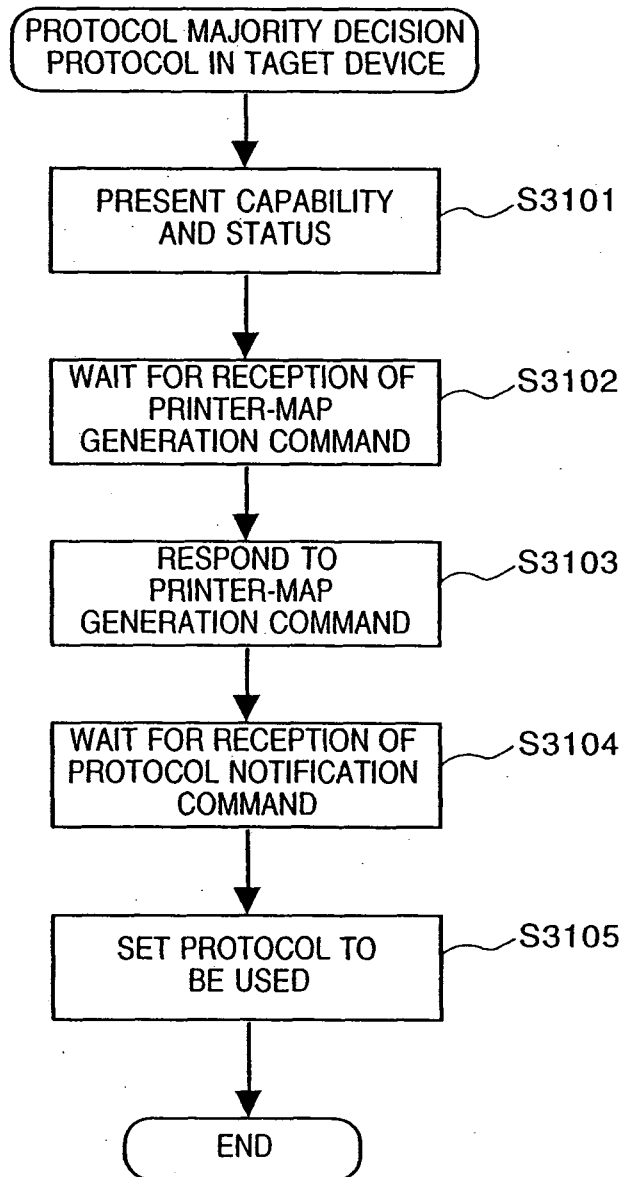 PROTOCOL MAJORITY DECISION
PROTOCOL IN TAGET DEVICE
PRESENT CAPABILITY
AND STATUS
S3101
WAIT FOR RECEPTION OF
PRINTER-MAP
GENERATION COMMAND
S3102
RESPOND TO
PRINTER-MAP
GENERATION COMMAND
S3103
WAIT FOR RECEPTION OF
PROTOCOL NOTIFICATION
COMMAND
S3104
SET PROTOCOL TO
BE USED
S3105
END